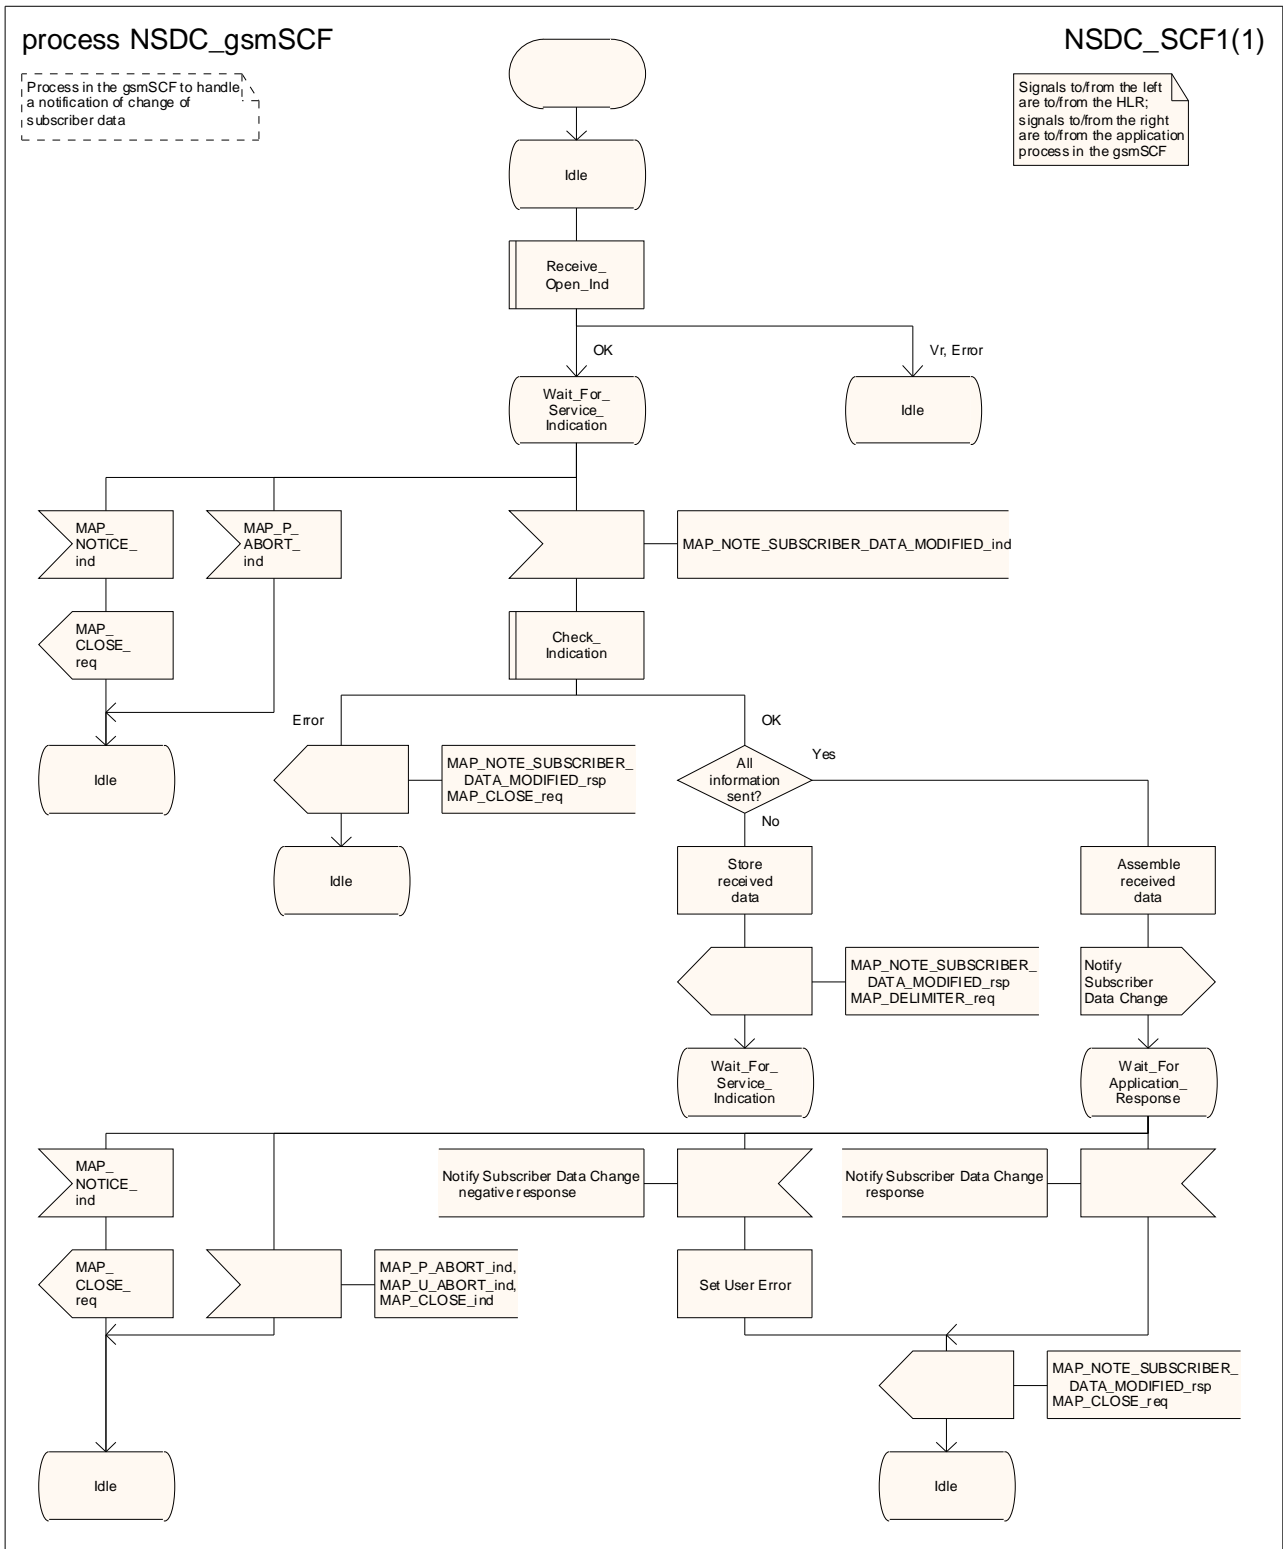 process NSDC_gsmSCF
NSDC_SCF1(1)
Process in the gsmSCF to handle
a notification of change of
subscriber data
Signals to/from the left
are to/from the HLR;
signals to/from the right
are to/from the application
process in the gsmSCF
Idle
Receive_
Open_Ind
OK
Vr, Error
Wait_For_
Service_
Indication
Idle
MAP_
NOTICE_
ind
MAP_P_
ABORT_
ind
MAP_NOTE_SUBSCRIBER_DATA_MODIFIED_ind
MAP_
CLOSE_
req
Check_
Indication
Error
OK
Idle
MAP_NOTE_SUBSCRIBER_
DATA_MODIFIED_rsp
MAP_CLOSE_req
All
information
sent?
Yes
No
Idle
Store
received
data
Assemble
received
data
MAP_NOTE_SUBSCRIBER_
DATA_MODIFIED_rsp
MAP_DELIMITER_req
Notify
Subscriber
Data Change
Wait_For_
Service_
Indication
Wait_For
Application_
Response
MAP_
NOTICE_
ind
Notify Subscriber Data Change
negative response
Notify Subscriber Data Change
response
MAP_
CLOSE_
req
MAP_P_ABORT_ind,
MAP_U_ABORT_ind,
MAP_CLOSE_ind
Set User Error
MAP_NOTE_SUBSCRIBER_
DATA_MODIFIED_rsp
MAP_CLOSE_req
Idle
Idle